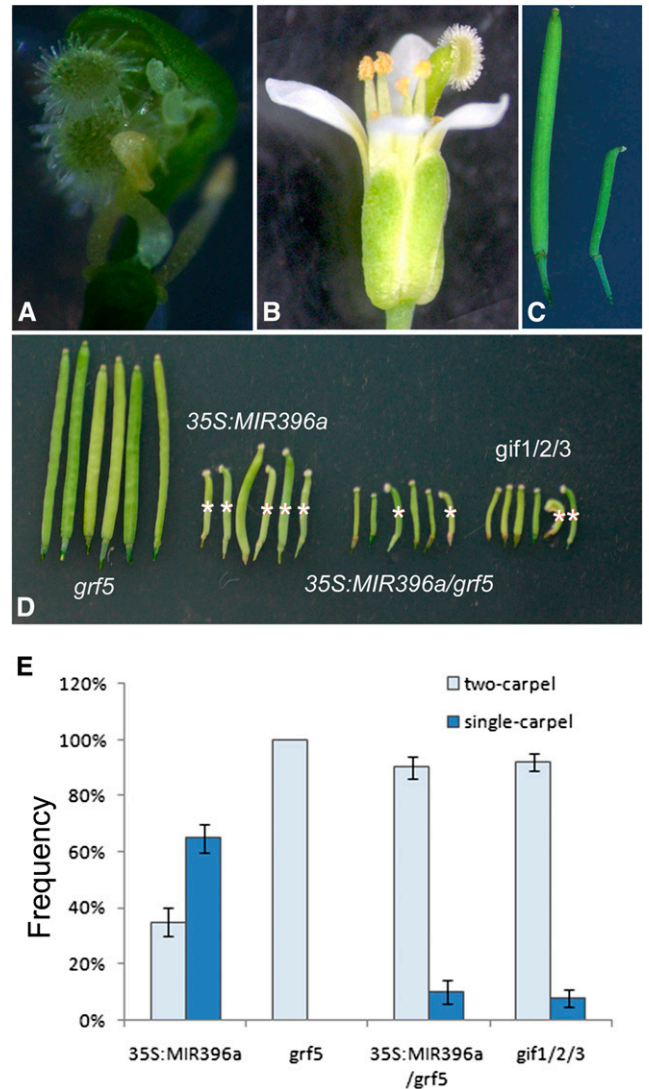 A
B
C
35S:MIR396a
gif1/2/3
grf5
35S:MIR396a/grf5
D
E
120%
100%
80%
60%
40%
20%
0%
Frequency
two-carpel
single-carpel
35S:MIR396a
grf5
35S:MIR396a
/grf5
gif1/2/3